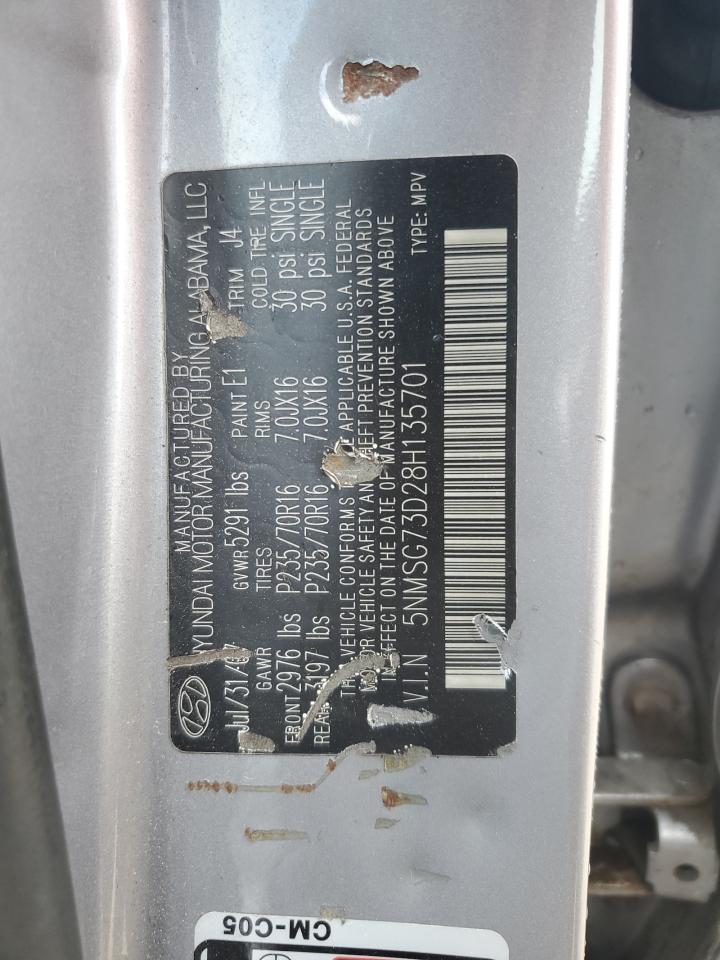 MANUFACTURED BY
HYUNDAI MOTOR MANUFACTURING ALABAMA, LLC
Jul/31/07 GVWR 5291 lbs PAINT E1 TRIM J4
GAWR TIRES RIMS COLD TIRE INFL
FRONT 2976 lbs P235/70R16 7.0JX16 30 psi SINGLE
REAR 3197 lbs P235/70R16 7.0JX16 30 psi SINGLE
THIS VEHICLE CONFORMS TO APPLICABLE U.S.A. FEDERAL
MOTOR VEHICLE SAFETY AND THEFT PREVENTION STANDARDS
IN EFFECT ON THE DATE OF MANUFACTURE SHOWN ABOVE
V.I.N 5NMSG73D28H135701 TYPE: MPV
CM-C05